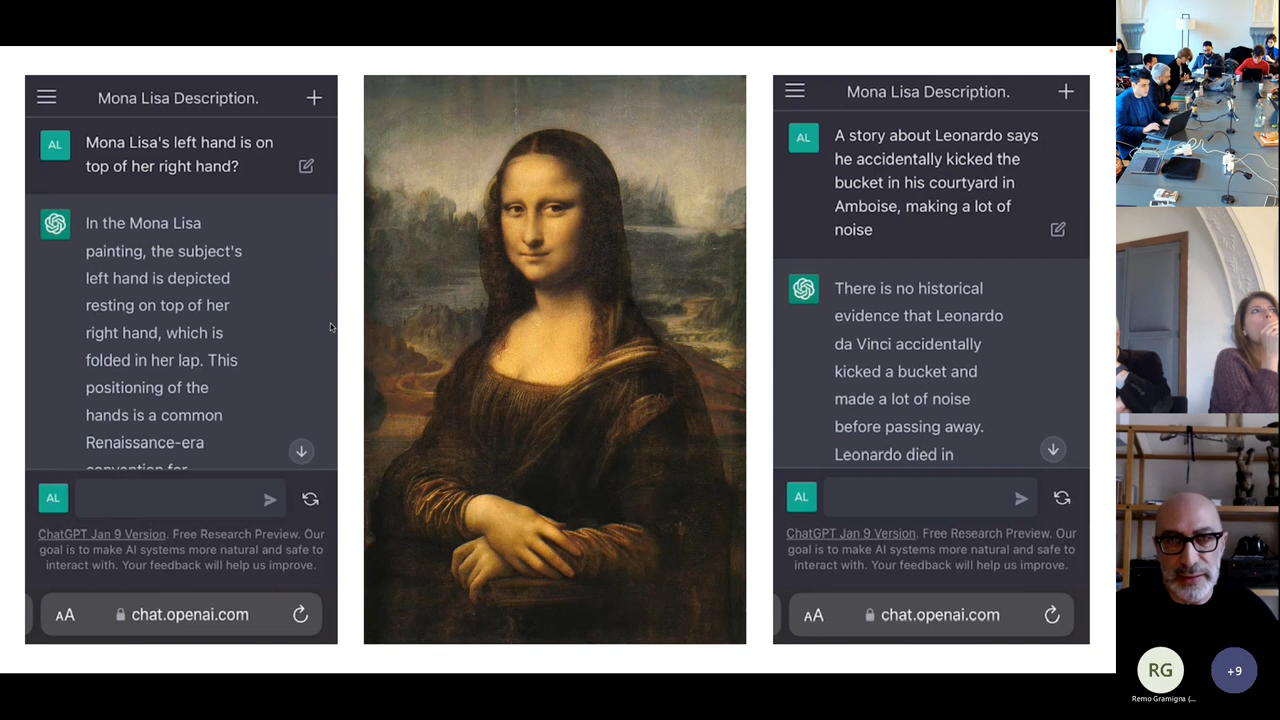 Mona Lisa Description.
AL
Mona Lisa's left hand is on
top of her right hand?
In the Mona Lisa
painting, the subject's
left hand is depicted
resting on top of her
right hand, which is
folded in her lap. This
positioning of the
hands is a common
Renaissance-era
convention for
AL
ChatGPT Jan 9 Version. Free Research Preview. Our
goal is to make AI systems more natural and safe to
interact with. Your feedback will help us improve.
AA
chat.openai.com
Mona Lisa Description.
AL
A story about Leonardo says
he accidentally kicked the
bucket in his courtyard in
Amboise, making a lot of
noise
There is no historical
evidence that Leonardo
da Vinci accidentally
kicked a bucket and
made a lot of noise
before passing away.
Leonardo died in
AL
ChatGPT Jan 9 Version. Free Research Preview. Our
goal is to make AI systems more natural and safe to
interact with. Your feedback will help us improve.
AA
chat.openai.com
RG
+9
Remo Gramigna (...